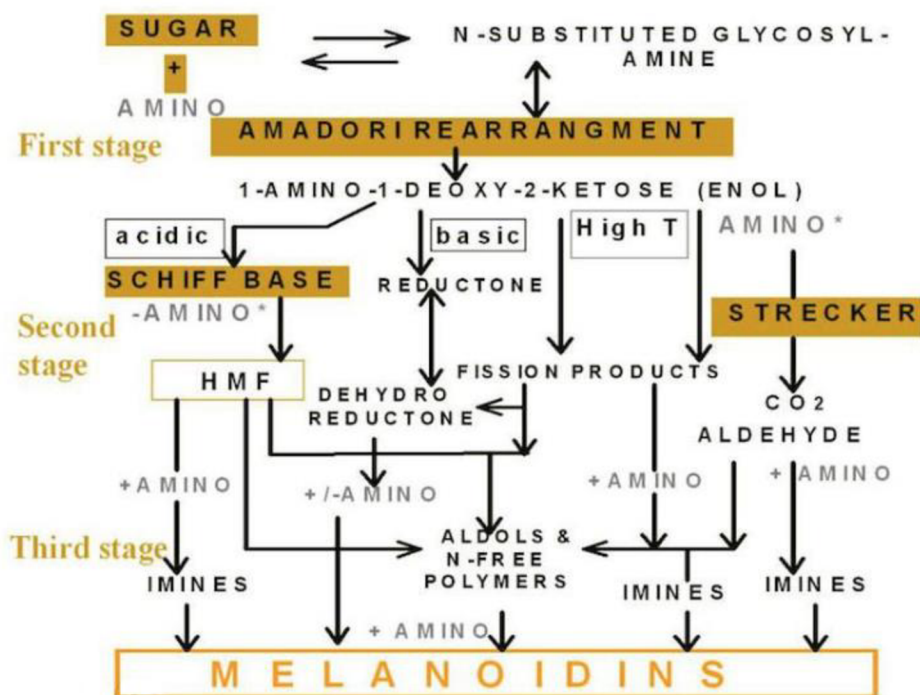 SUGAR
+
AMINO
N-SUBSTITUTED GLYCOSYL-
AMINE
First stage
AMADORIREARRANGMENT
1-AMINO-1-DEOXY-2-KETOSE (ENOL)
acidic
basic
High T
AMINO*
SCHIFF BASE
-AMINO*
REDUCTONE
STRECKER
Second
stage
HMF
DEHYDRO
REDUCTONE
FISSION PRODUCTS
CO2
ALDEHYDE
+AMINO
+/-AMINO
+AMINO
+ AMINO
Third stage
ALDOLS &
N-FREE
POLYMERS
IMINES
IMINES
IMINES
+ AMINO
MELANOIDINS